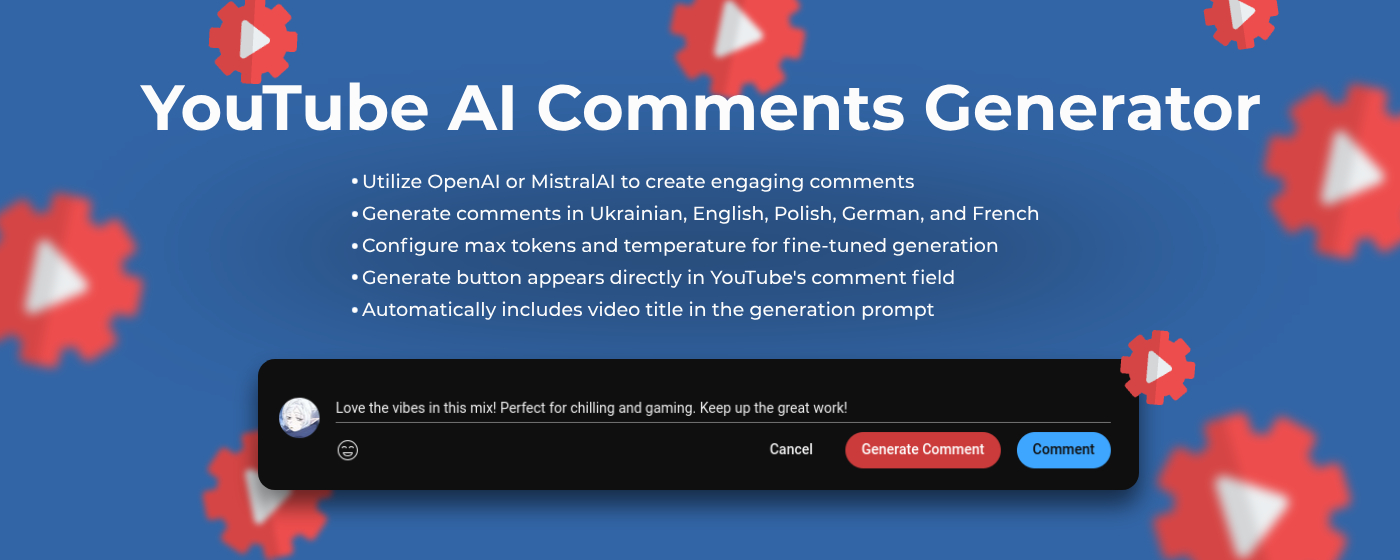 YouTube AI Comments Generator
• Utilize OpenAI or MistralAI to create engaging comments
• Generate comments in Ukrainian, English, Polish, German, and French
• Configure max tokens and temperature for fine-tuned generation
• Generate button appears directly in YouTube's comment field
• Automatically includes video title in the generation prompt
Love the vibes in this mix! Perfect for chilling and gaming. Keep up the great work!
Cancel Generate Comment Comment